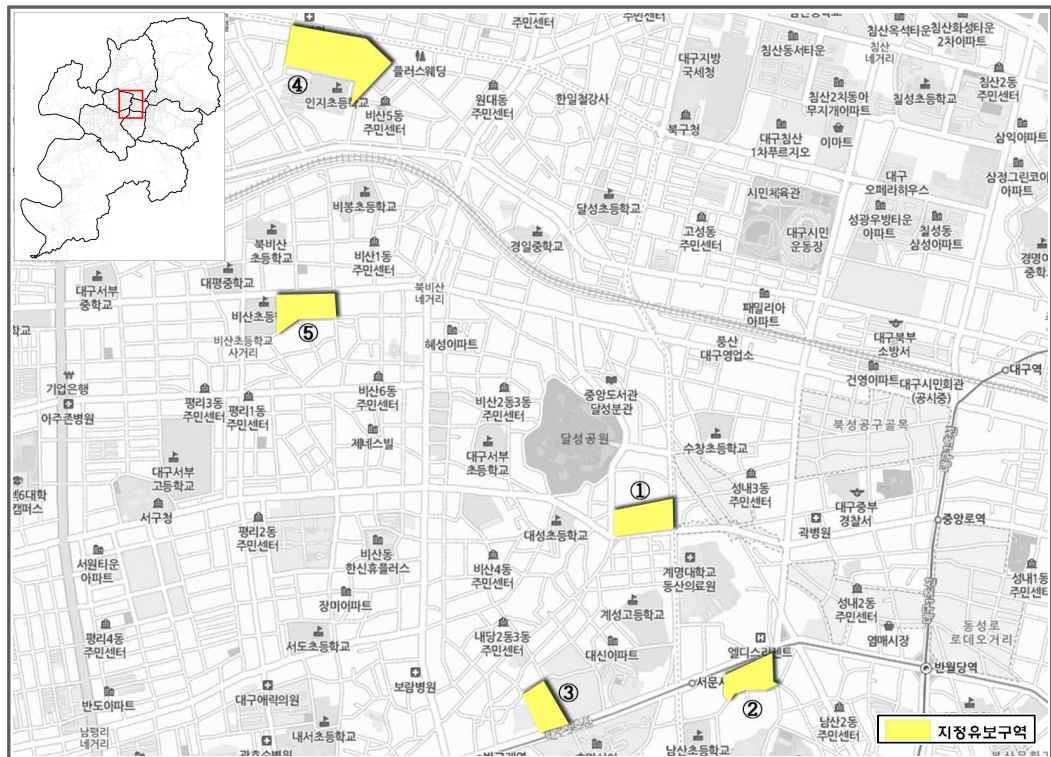 주민센터
주민센터
④
인지초등학교
플러스웨딩
비산5동
주민센터
원대동
주민센터
한일철강사
대구지방
국세청
북구청
침산옥석타운
침산화성타운
2차아파트
침산동서타운
침산
네거리
침산2동
주민센터
침산2차동아
무지개아파트
칠성초등학교
대구침산
1차푸르지오
이마트
삼익아파트
삼정그린코아
아파트
대구
오페라하우스
시민체육관
성광우방타운
아파트
칠성동
삼성아파트
대구시민
운동장
달성초등학교
고성동
주민센터
경일중학교
비봉초등학교
북비산
초등학교
비산1동
주민센터
대평중학교
대구서부
중학교
북비산
네거리
⑤
비산초등학교
사거리
혜성아파트
패밀리아
아파트
풍산
대구영업소
대구북부
소방서
건영아파트
대구시민회관
(공시중)
대구역
기업은행
아주존병원
평리3동
주민센터
평리1동
주민센터
비산6동
주민센터
제네스빌
비산2동3동
주민센터
대구서부
초등학교
중앙도서관
달성분관
달성공원
수창초등학교
북성공구골목
대구서부
고등학교
서구청
평리2동
주민센터
①
대성초등학교
성내3동
주민센터
대구중부
경찰서
곽병원
중앙로역
서원타운
아파트
비산동
한신휴플러스
비산4동
주민센터
계명대학교
동산의료원
장미아파트
계성고등학교
성내2동
주민센터
성내1동
주민센터
평리4동
주민센터
서도초등학교
내당2동3동
주민센터
대신아파트
엘디스리젠트
염매시장
동성로
로데오거리
반월당역
반도아파트
대구애락의원
보람병원
③
②
남평리
네거리
내서초등학교
남산초등학교
남산2동
주민센터
지정유보구역